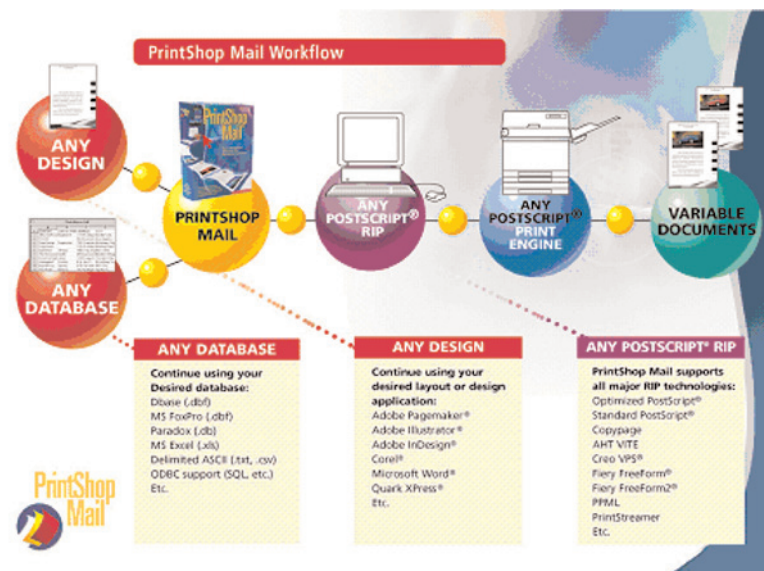 PrintShop Mail Workflow
ANY
DESIGN
PrintShop
Mail
PRINTSHOP
MAIL
ANY
POSTSCRIPT®
RIP
ANY
POSTSCRIPT®
PRINT
ENGINE
VARIABLE
DOCUMENTS
ANY
DATABASE
ANY DATABASE
Continue using your
Desired database:
Dbase (.dbf)
MS FoxPro (.dbf)
Paradox (.db)
MS Excel (.xls)
Delimited ASCII (.txt, .csv)
ODBC support (SQL, etc.)
Etc.
ANY DESIGN
Continue using your
desired layout or design
application:
Adobe Pagemaker®
Adobe Illustrator®
Adobe InDesign®
Corel®
Microsoft Word®
Quark XPress®
Etc.
ANY POSTSCRIPT® RIP
PrintShop Mail supports
all major RIP technologies:
Optimized PostScript®
Standard PostScript®
Copypage
AHT VITE
Creo VPS®
Fiery FreeForm®
Fiery FreeForm2®
PPML
PrintStreamer
Etc.
PrintShop
Mail